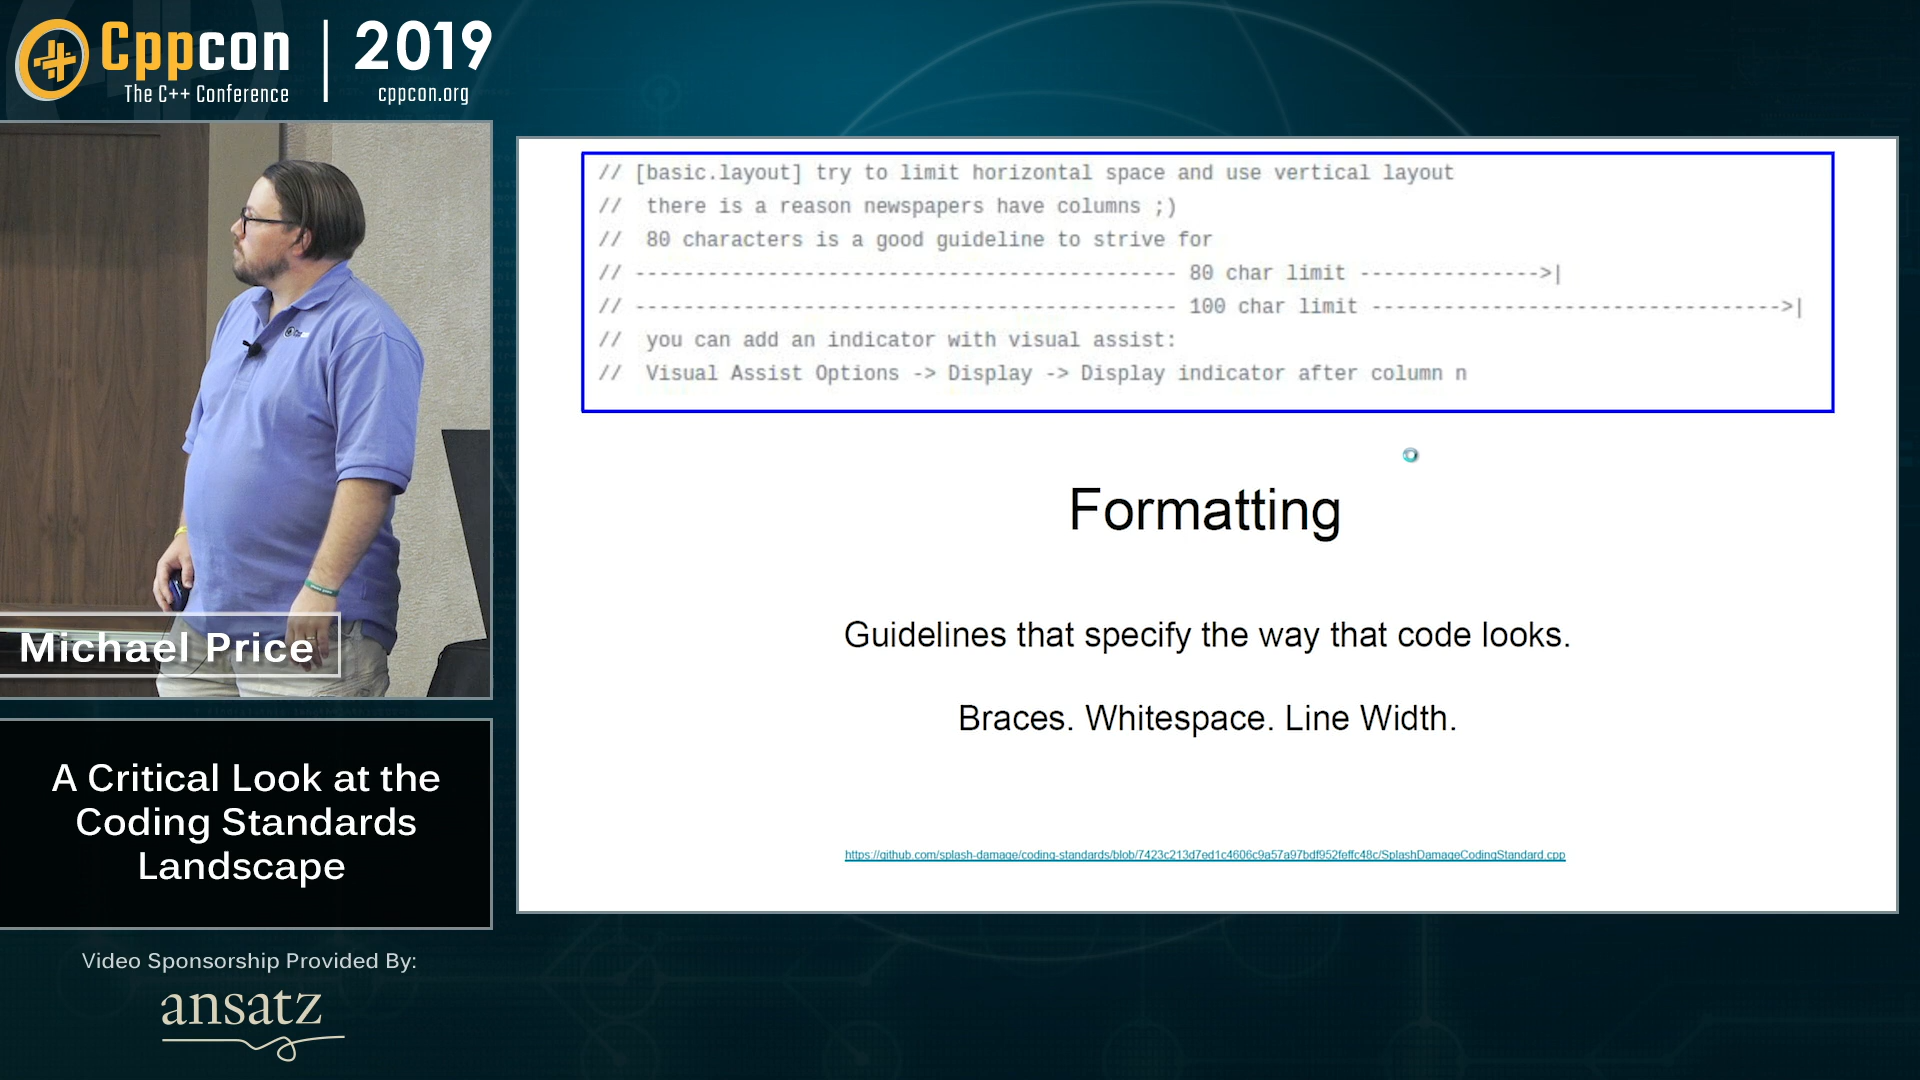 Cppcon
The C++ Conference
2019
cppcon.org
// [basic.layout] try to limit horizontal space and use vertical layout
//  there is a reason newspapers have columns ;)
//  80 characters is a good guideline to strive for
// --------------------------------------------- 80 char limit --------------->|
// --------------------------------------------- 100 char limit ---------------------------------->|
//  you can add an indicator with visual assist:
//  Visual Assist Options -> Display -> Display indicator after column n
Formatting
Guidelines that specify the way that code looks.
Braces. Whitespace. Line Width.
https://github.com/splash-damage/coding-standards/blob/7423c213d7ed1c4606c9a57a97bdf952feffc48c/SplashDamageCodingStandard.cpp
Michael Price
A Critical Look at the
Coding Standards
Landscape
Video Sponsorship Provided By:
ansatz